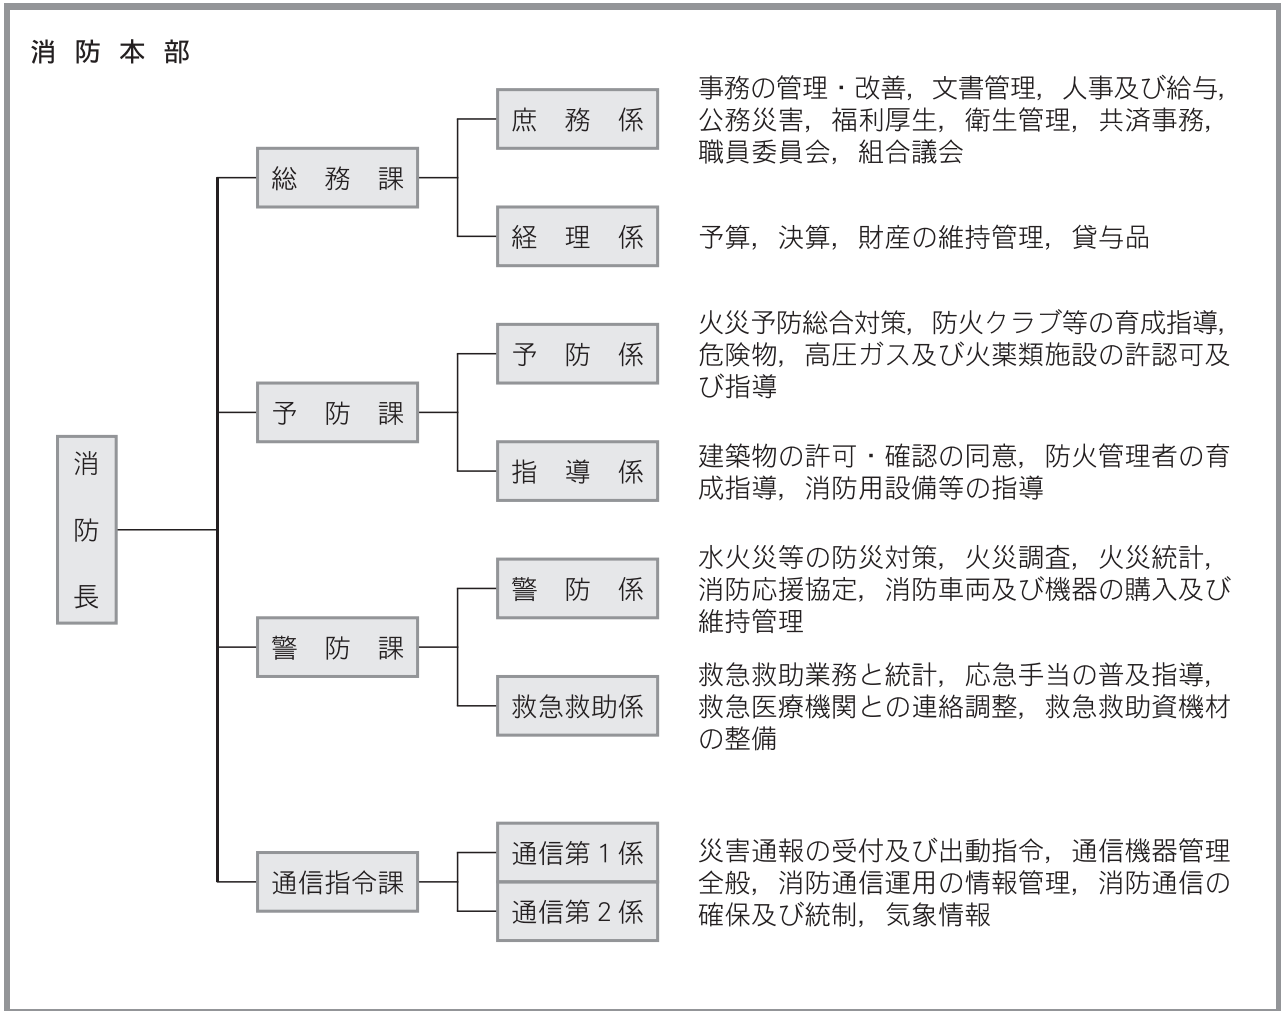 消防本部
消防長
総務課
庶務係
事務の管理・改善，文書管理，人事及び給与，
公務災害，福利厚生，衛生管理，共済事務，
職員委員会，組合議会
経理係
予算，決算，財産の維持管理，貸与品
予防課
予防係
火災予防総合対策，防火クラブ等の育成指導，
危険物，高圧ガス及び火薬類施設の許認可及
び指導
指導係
建築物の許可・確認の同意，防火管理者の育
成指導，消防用設備等の指導
警防課
警防係
水火災等の防災対策，火災調査，火災統計，
消防応援協定，消防車両及び機器の購入及び
維持管理
救急救助係
救急救助業務と統計，応急手当の普及指導，
救急医療機関との連絡調整，救急救助資機材
の整備
通信指令課
通信第1係
通信第2係
災害通報の受付及び出動指令，通信機器管理
全般，消防通信運用の情報管理，消防通信の
確保及び統制，気象情報